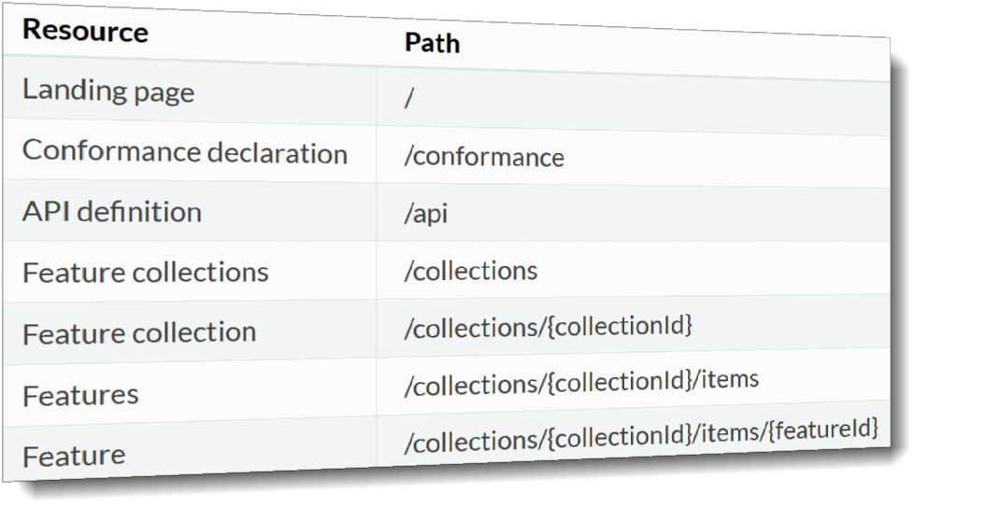 Resource Path
Landing page /
Conformance declaration /conformance
API definition /api
Feature collections /collections
Feature collection /collections/{collectionId}
Features /collections/{collectionId}/items
Feature /collections/{collectionId}/items/{featureId}